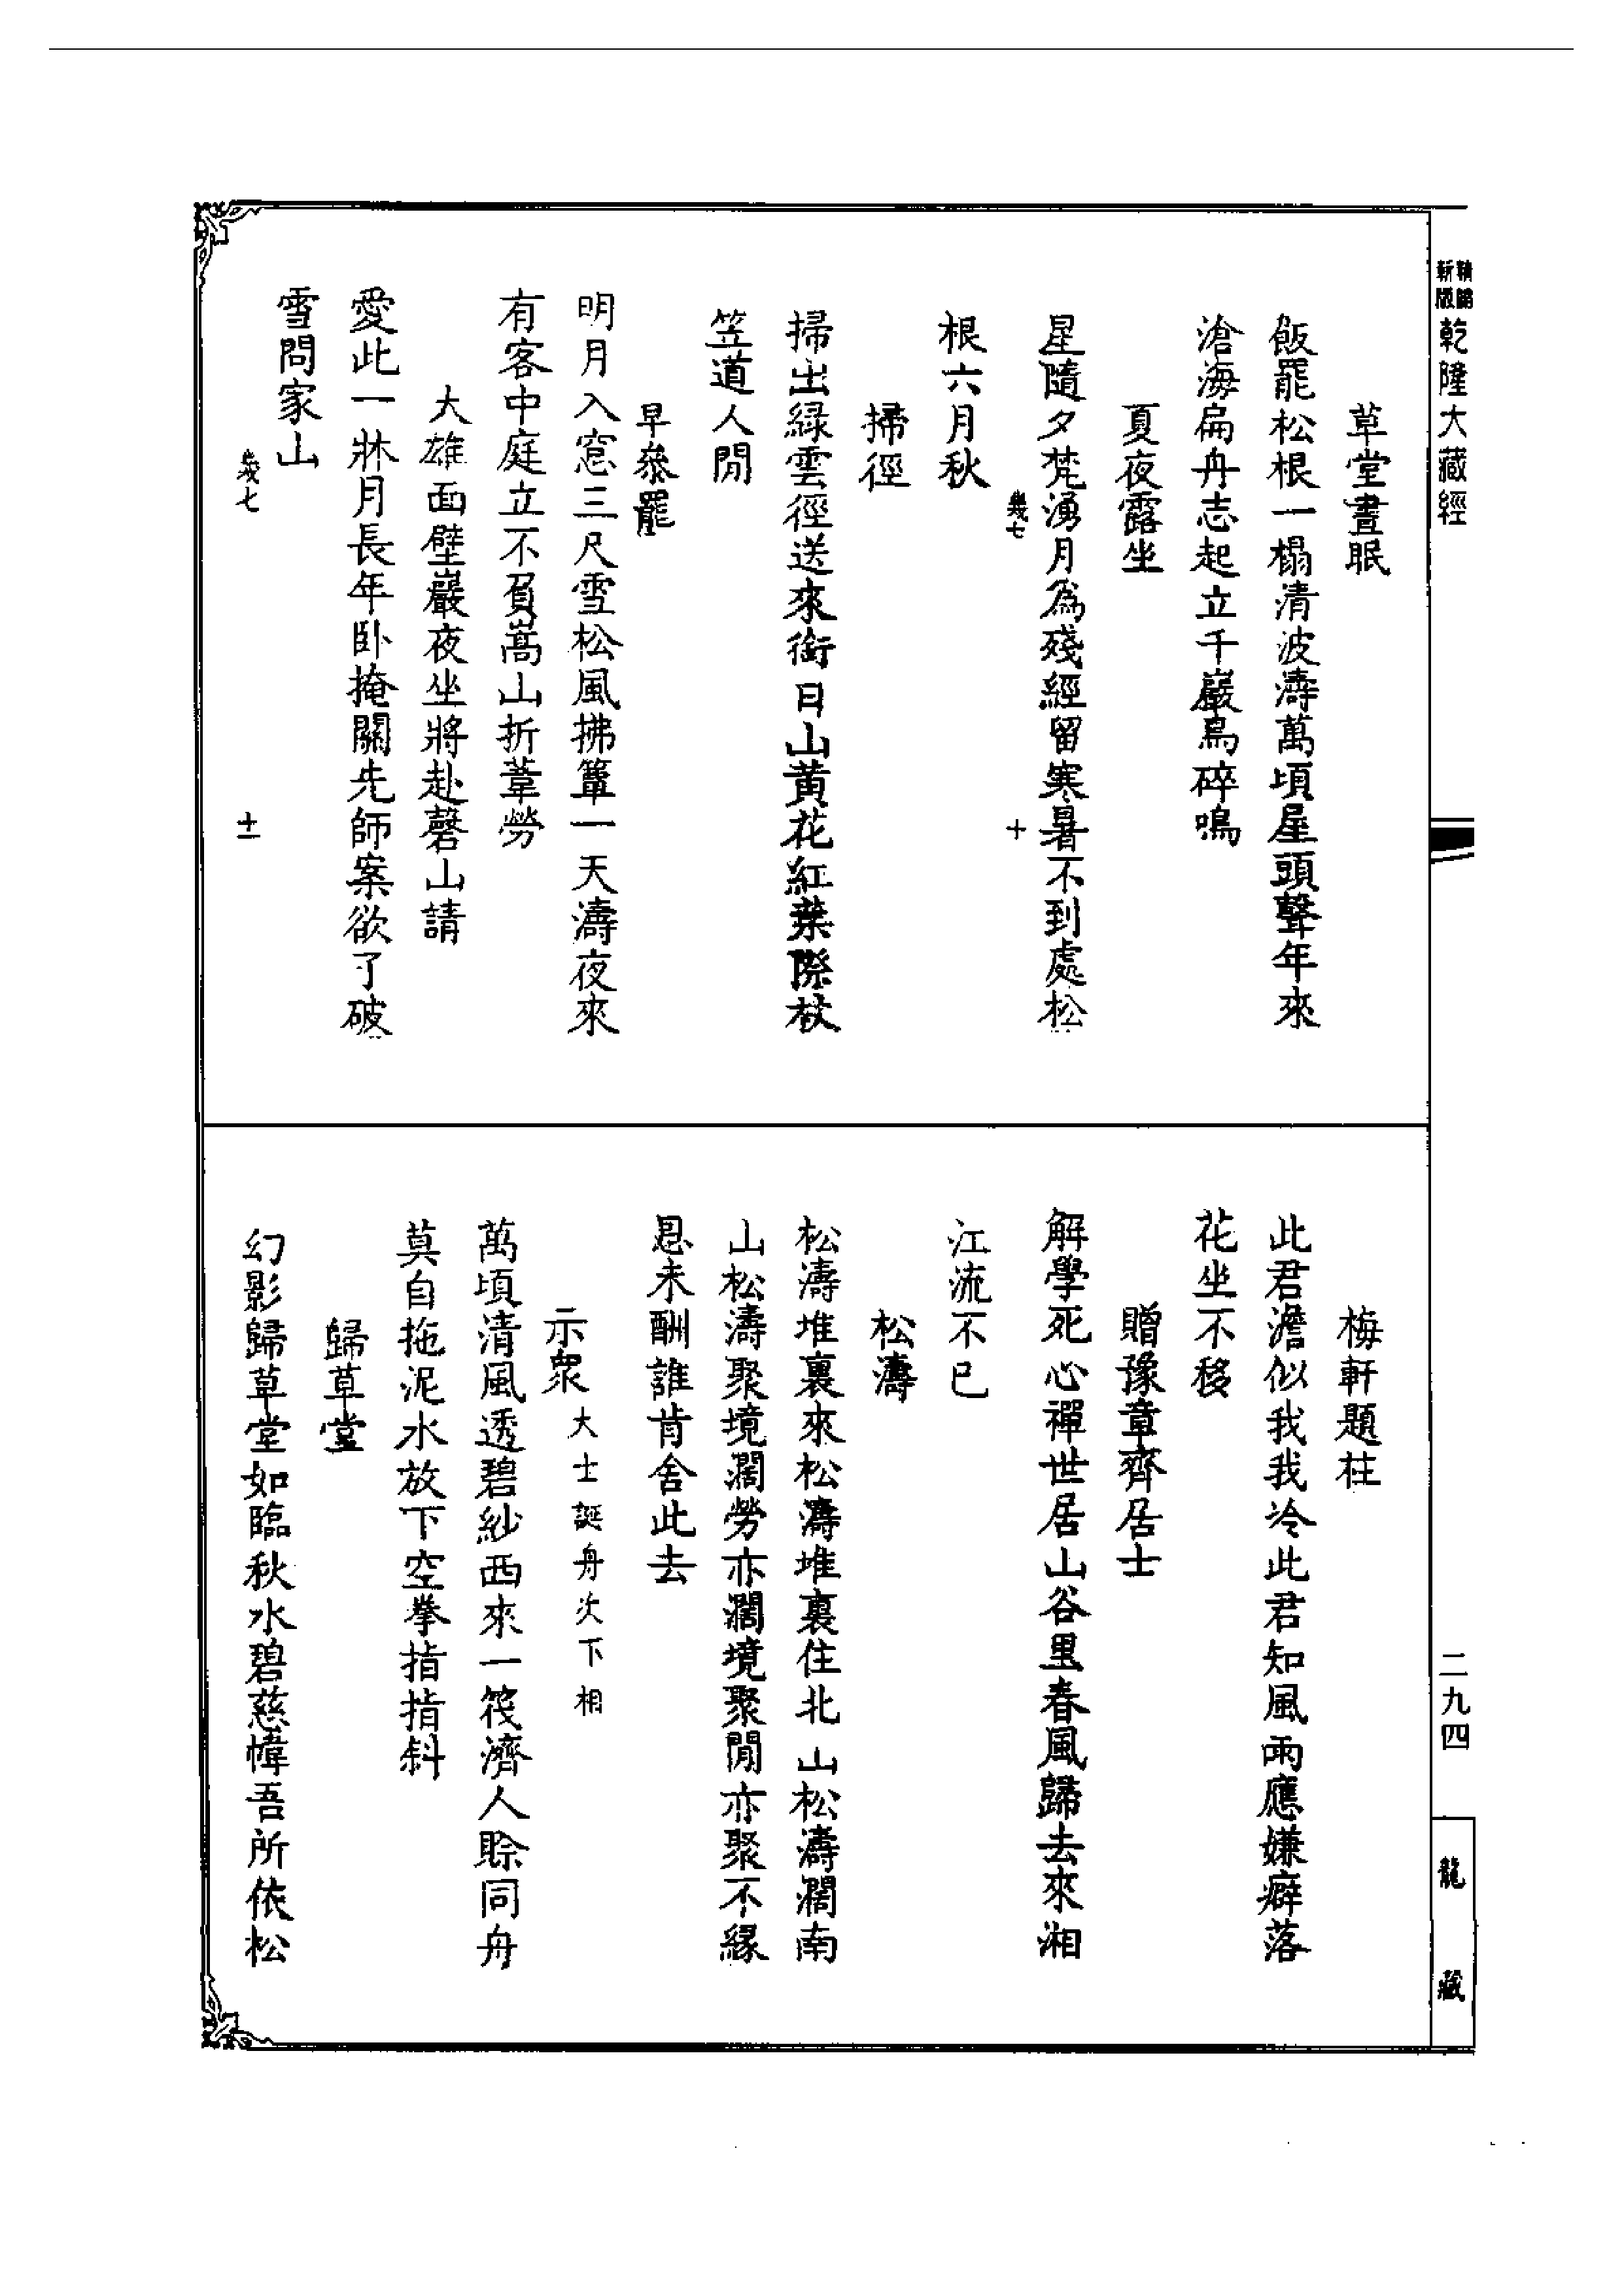 精鐫新版乾隆大藏經
二九四
龍藏
草堂晝眠
飯罷松根一榻清波濤萬頃屋頭聲年來
滄海扁舟志起立千巖鳥碎鳴
夏夜露坐
星隨夕梵湧月為殘經留寒暑不到處松
幾七
十
根六月秋
掃徑
掃出綠雲徑送來銜日山黃花紅葉際杖
笠道人閒
早參罷
明月入窓三尺雪松風拂簟一天濤夜來
有客中庭立不負嵩山折葦勞
大雄面壁巖夜坐將赴磬山請
愛此一牀月長年卧掩關先師案欲了破
雪問家山
幾七
十一
梅軒題柱
此君澹似我我冷此君知風雨應嫌癖落
花坐不移
贈豫章齊居士
解學死心禪世居山谷里春風歸去來湘
江流不已
松濤
松濤堆裏來松濤堆裏住北山松濤濶南
山松濤聚境濶勞亦濶境聚閒亦聚不緣
恩未酬誰肯舍此去
示衆 大士誕舟次下相
萬頃清風透碧紗西來一筏濟人賒同舟
莫自拖泥水放下空拳指指斜
歸草堂
幻影歸草堂如臨秋水碧慈幃吾所依松